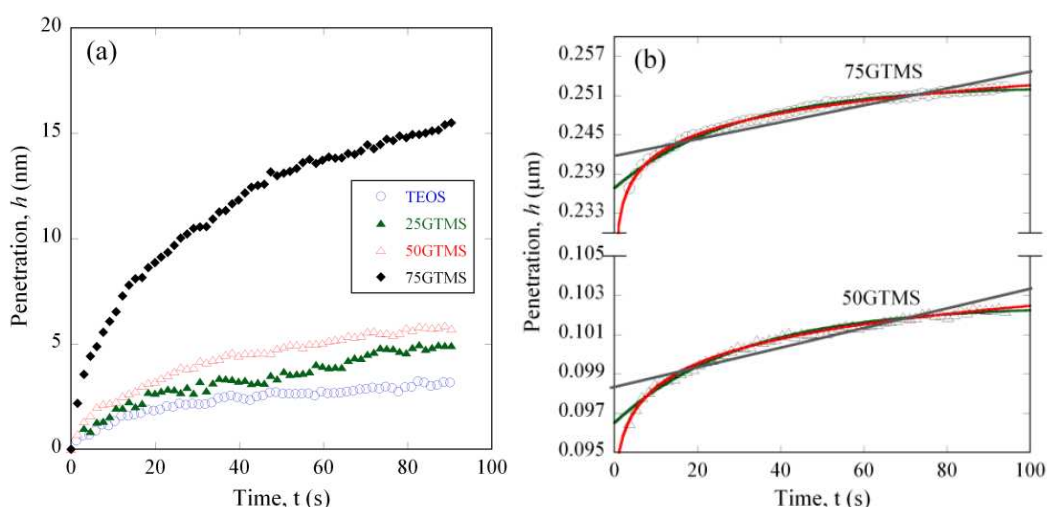 (a)
20
15
10
5
0
Penetration, h (nm)
TEOS
25GTMS
50GTMS
75GTMS
0 20 40 60 80 100
Time, t (s)
(b)
75GTMS
0.257
0.251
0.245
0.239
0.233
0.105
0.103
0.101
0.099
0.097
0.095
Penetration, h (μm)
50GTMS
0 20 40 60 80 100
Time, t (s)